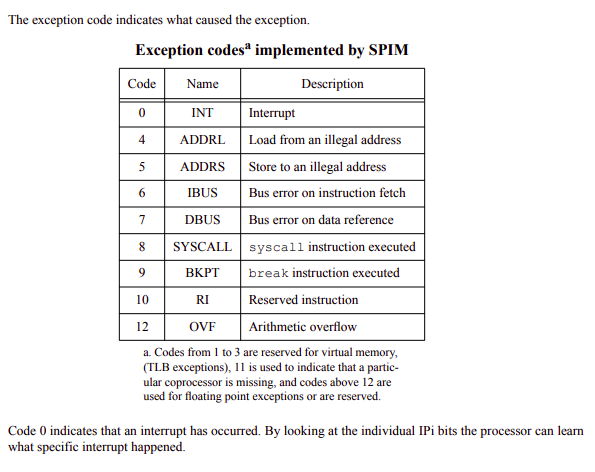 The exception code indicates what caused the exception.
Exception codesª implemented by SPIM
Code Name Description
0 INT Interrupt
4 ADDRL Load from an illegal address
5 ADDRS Store to an illegal address
6 IBUS Bus error on instruction fetch
7 DBUS Bus error on data reference
8 SYSCALL syscall instruction executed
9 BKPT break instruction executed
10 RI Reserved instruction
12 OVF Arithmetic overflow
a. Codes from 1 to 3 are reserved for virtual memory,
(TLB exceptions), 11 is used to indicate that a partic-
ular coprocessor is missing, and codes above 12 are
used for floating point exceptions or are reserved.
Code 0 indicates that an interrupt has occurred. By looking at the individual IPi bits the processor can learn
what specific interrupt happened.